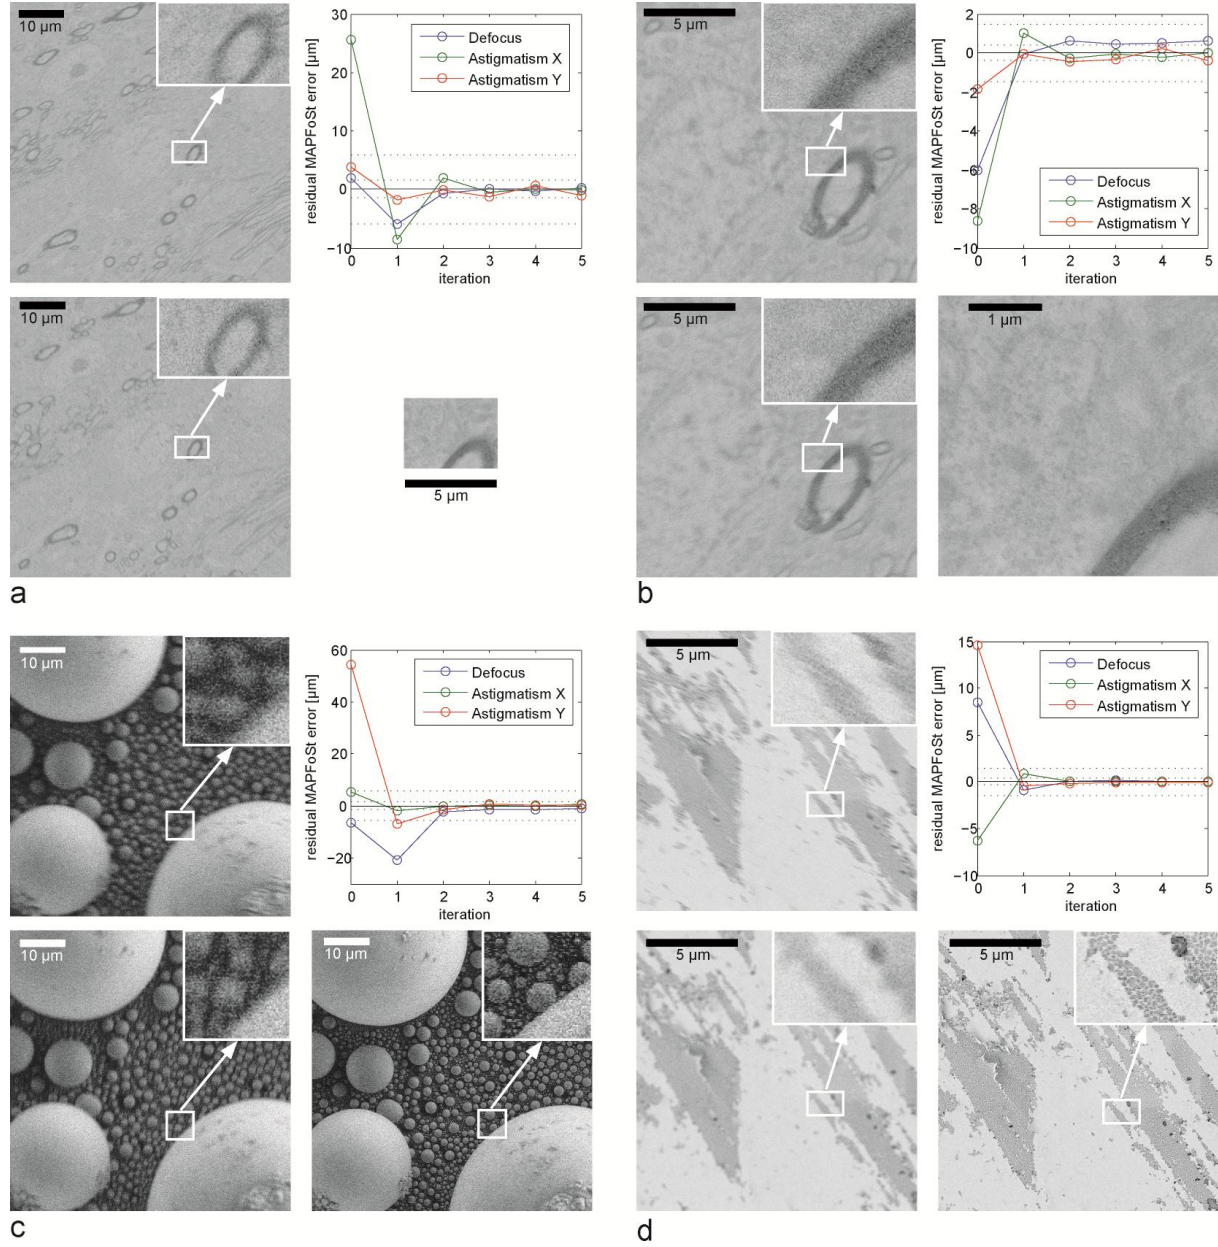 10 µm
30
20
10
0
−10
residual MAPFoSt error [µm]
Defocus
Astigmatism X
Astigmatism Y
0 1 2 3 4 5
iteration
10 µm
5 µm
a
5 µm
2
0
−2
−4
−6
−8
−10
residual MAPFoSt error [µm]
Defocus
Astigmatism X
Astigmatism Y
0 1 2 3 4 5
iteration
5 µm
1 µm
b
10 µm
60
40
20
0
−20
residual MAPFoSt error [µm]
Defocus
Astigmatism X
Astigmatism Y
0 1 2 3 4 5
iteration
10 µm
10 µm
c
5 µm
15
10
5
0
−5
−10
residual MAPFoSt error [µm]
Defocus
Astigmatism X
Astigmatism Y
0 1 2 3 4 5
iteration
5 µm
5 µm
d